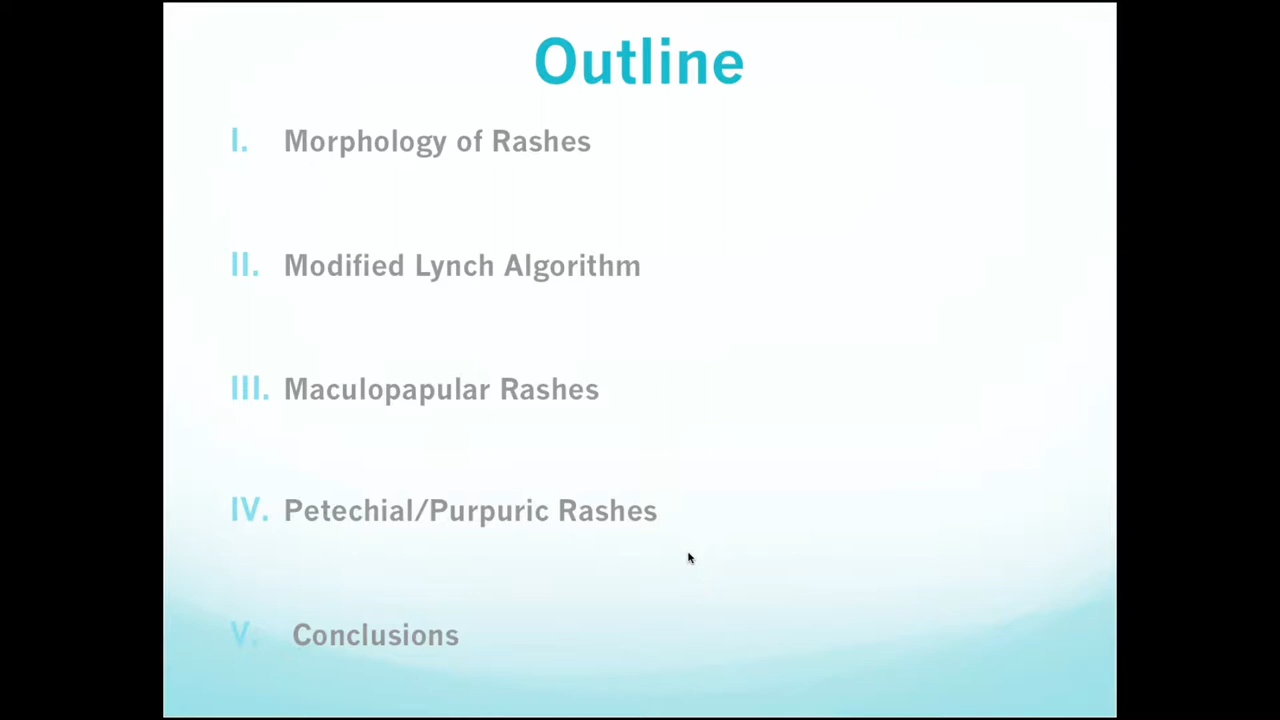 Outline
I. Morphology of Rashes
II. Modified Lynch Algorithm
III. Maculopapular Rashes
IV. Petechial/Purpuric Rashes
V. Conclusions